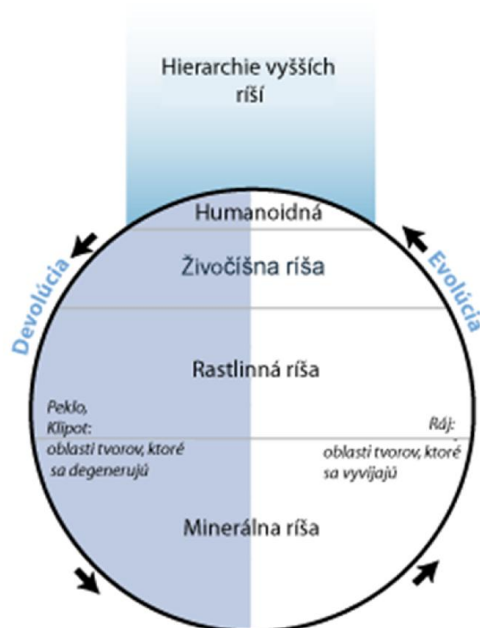 Hierarchie vyšších
ríší
Humanoidná
Devolúcia
Evolúcia
Živočíšna ríša
Rastlinná ríša
Peklo,
Klipot:
oblasti tvorov, ktoré
sa degenerujú
Ráj:
oblasti tvorov, ktoré
sa vyvíjajú
Minerálna ríša